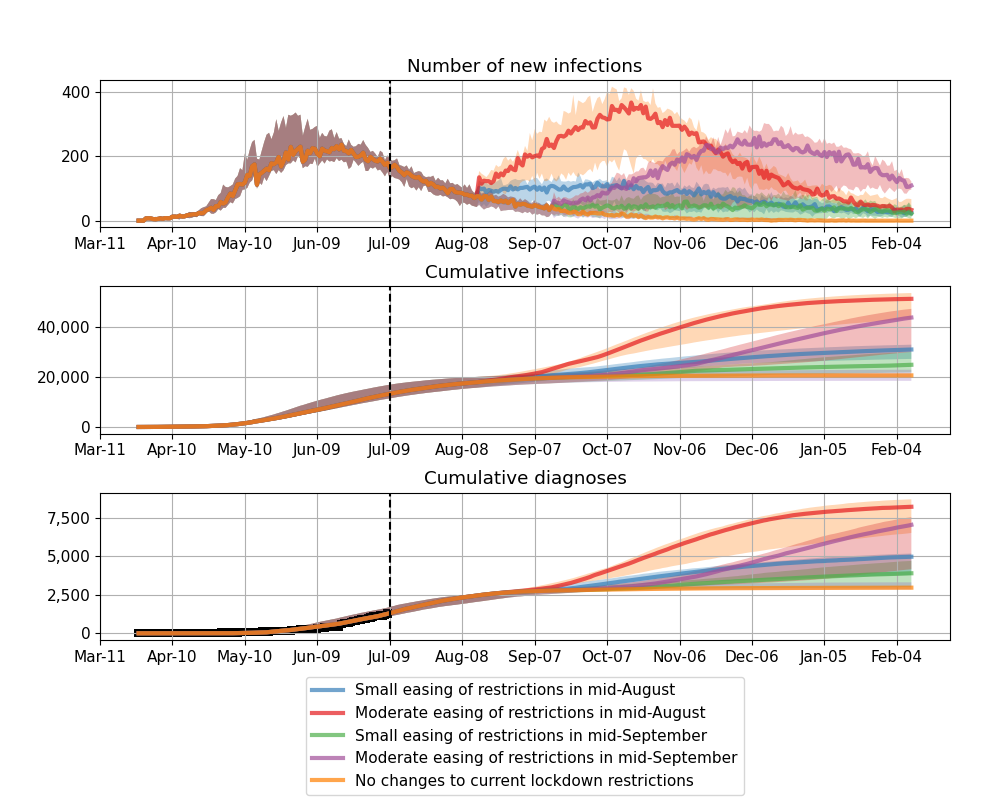 Number of new infections
400
200
0
Mar-11 Apr-10 May-10 Jun-09 Jul-09 Aug-08 Sep-07 Oct-07 Nov-06 Dec-06 Jan-05 Feb-04
Cumulative infections
40,000
20,000
0
Mar-11 Apr-10 May-10 Jun-09 Jul-09 Aug-08 Sep-07 Oct-07 Nov-06 Dec-06 Jan-05 Feb-04
Cumulative diagnoses
7,500
5,000
2,500
0
Mar-11 Apr-10 May-10 Jun-09 Jul-09 Aug-08 Sep-07 Oct-07 Nov-06 Dec-06 Jan-05 Feb-04
Small easing of restrictions in mid-August
Moderate easing of restrictions in mid-August
Small easing of restrictions in mid-September
Moderate easing of restrictions in mid-September
No changes to current lockdown restrictions